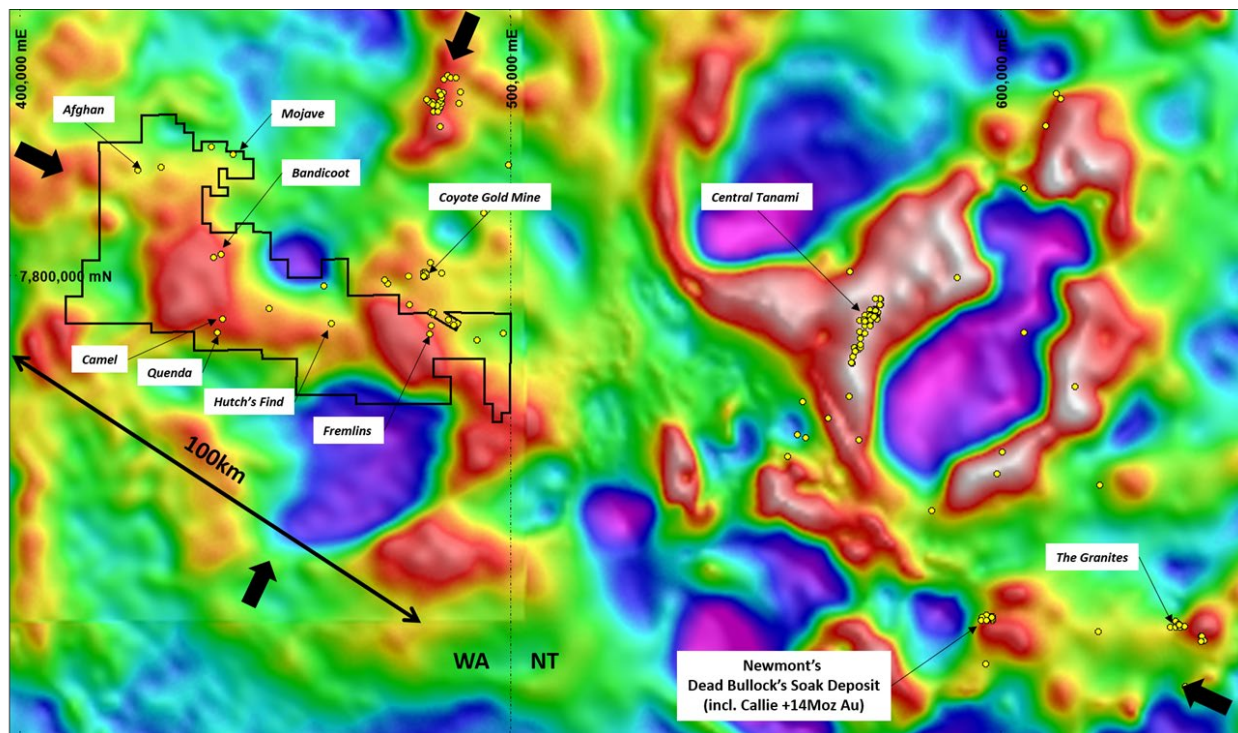 400,000 mE
500,000 mE
600,000 mE
Afghan
Mojave
Bandicoot
Coyote Gold Mine
Central Tanami
7,800,000 mN
Camel
Quenda
Hutch's Find
Fremlins
100km
The Granites
WA
NT
Newmont's
Dead Bullock's Soak Deposit
(incl. Callie +14Moz Au)